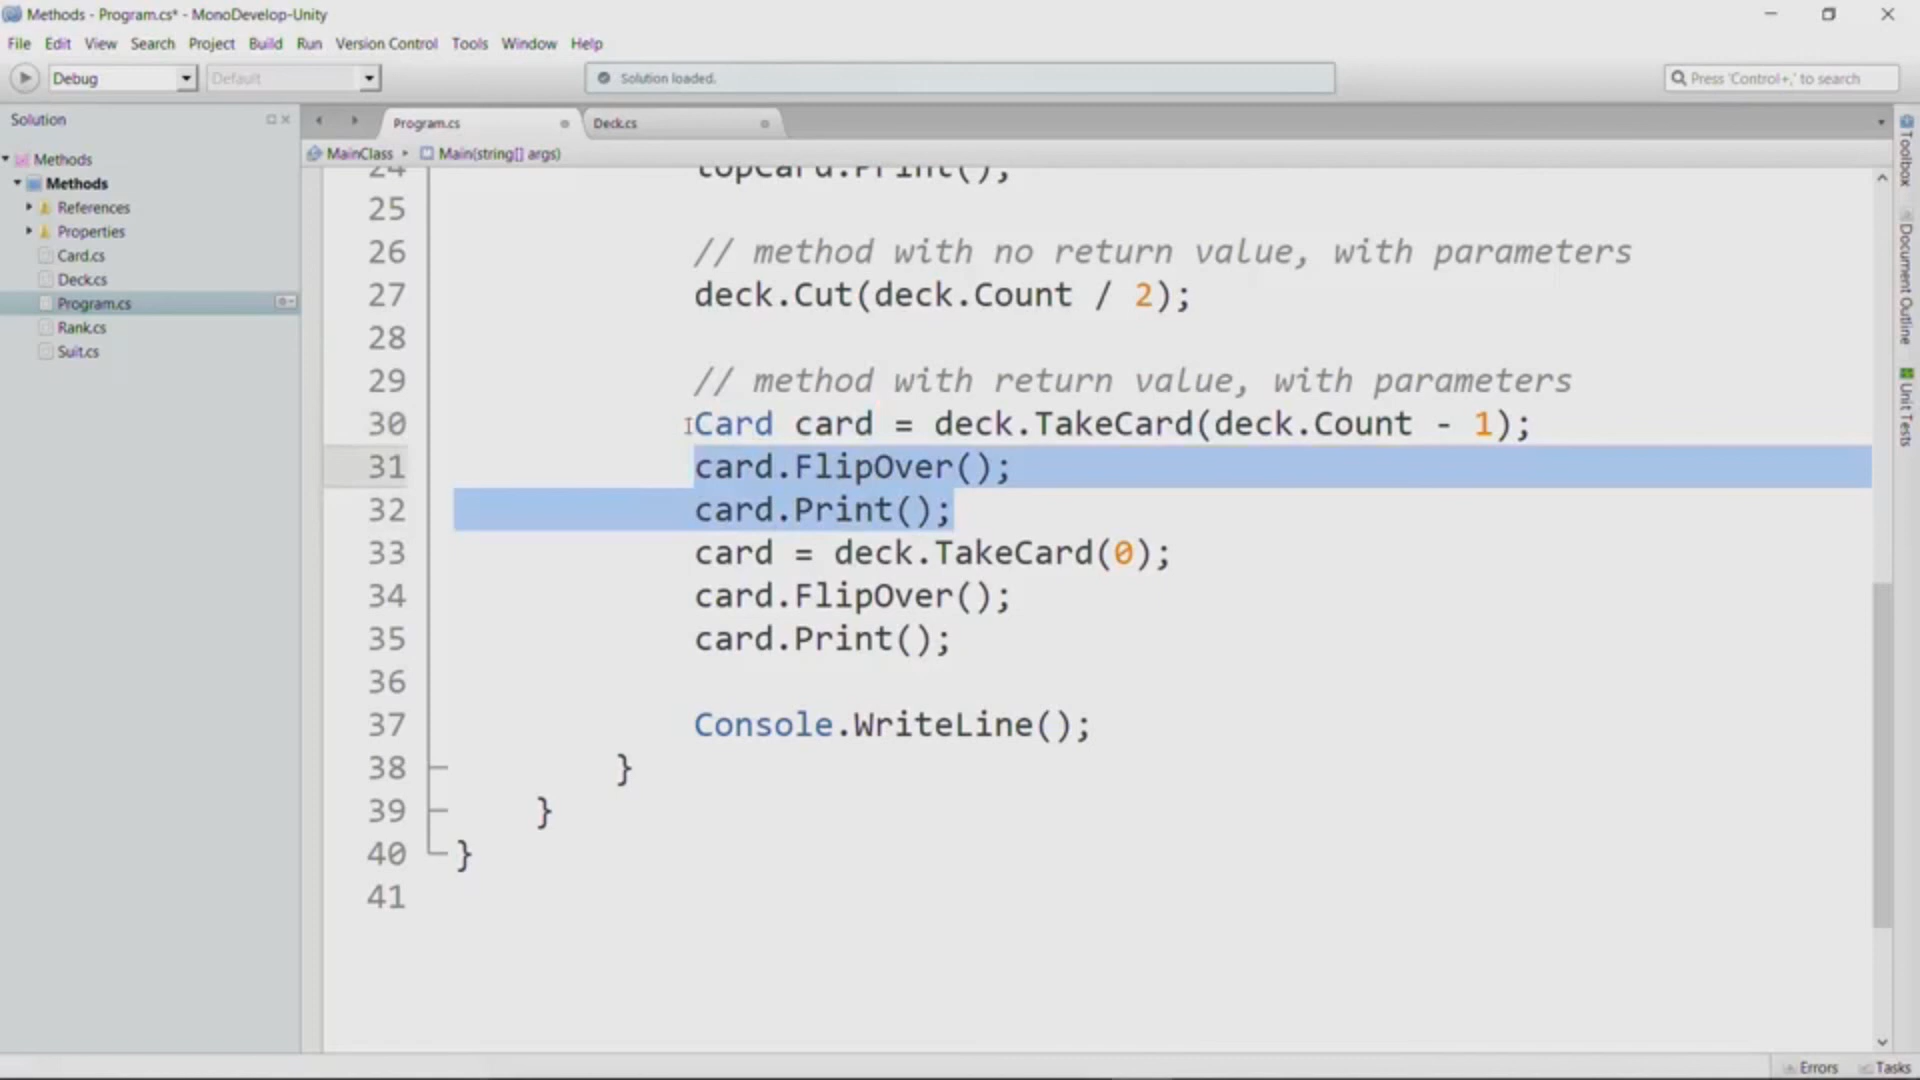 Methods - Program.cs* - MonoDevelop-Unity
File Edit View Search Project Build Run Version Control Tools Window Help
Debug Default Solution loaded. Press 'Control+,' to search
Solution
Methods
Methods
References
Properties
Card.cs
Deck.cs
Program.cs
Rank.cs
Suit.cs
Program.cs Deck.cs
MainClass Main(string[] args)
24 topCard.Print();
25
26 // method with no return value, with parameters
27 deck.Cut(deck.Count / 2);
28
29 // method with return value, with parameters
30 Card card = deck.TakeCard(deck.Count - 1);
31 card.FlipOver();
32 card.Print();
33 card = deck.TakeCard(0);
34 card.FlipOver();
35 card.Print();
36
37 Console.WriteLine();
38 }
39 }
40 }
41
Toolbox
Document Outline
Unit Tests
Errors Tasks